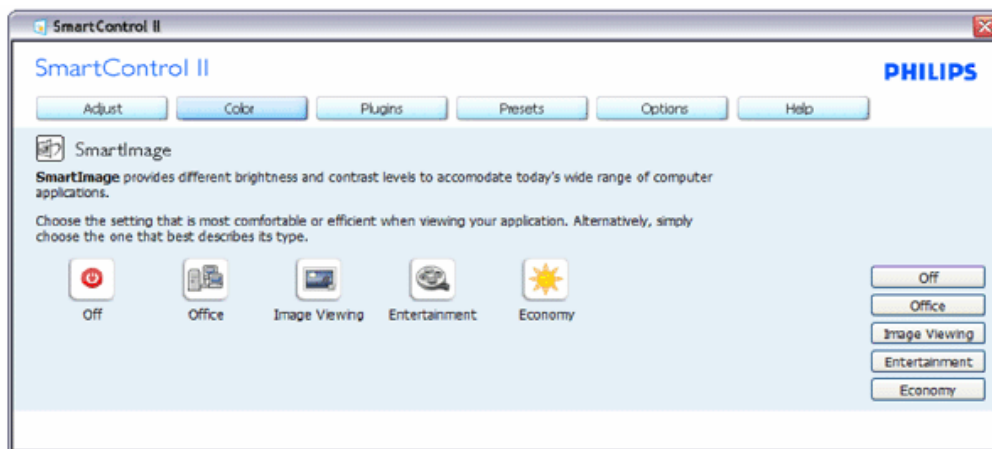 SmartControl II
SmartControl II
PHILIPS
Adjust
Color
Plugins
Presets
Options
Help
SmartImage
SmartImage provides different brightness and contrast levels to accomodate today's wide range of computer
applications.
Choose the setting that is most comfortable or efficient when viewing your application. Alternatively, simply
choose the one that best describes its type.
Off
Office
Image Viewing
Entertainment
Economy
Off
Office
Image Viewing
Entertainment
Economy